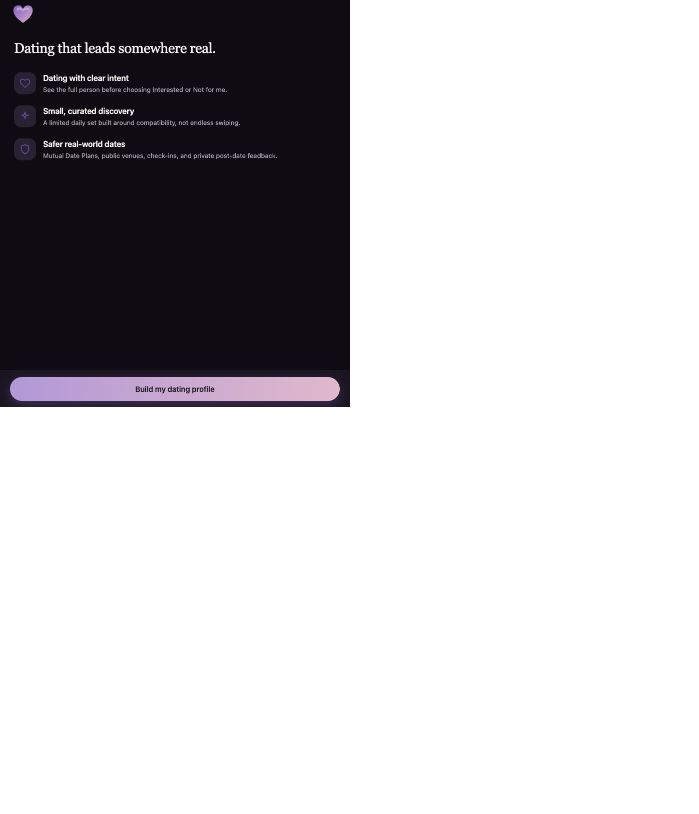 Dating that leads somewhere real.
Dating with clear intent
See the full person before choosing Interested or Not for me.
Small, curated discovery
A limited daily set built around compatibility, not endless swiping.
Safer real-world dates
Mutual Date Plans, public venues, check-ins, and private post-date feedback.
Build my dating profile